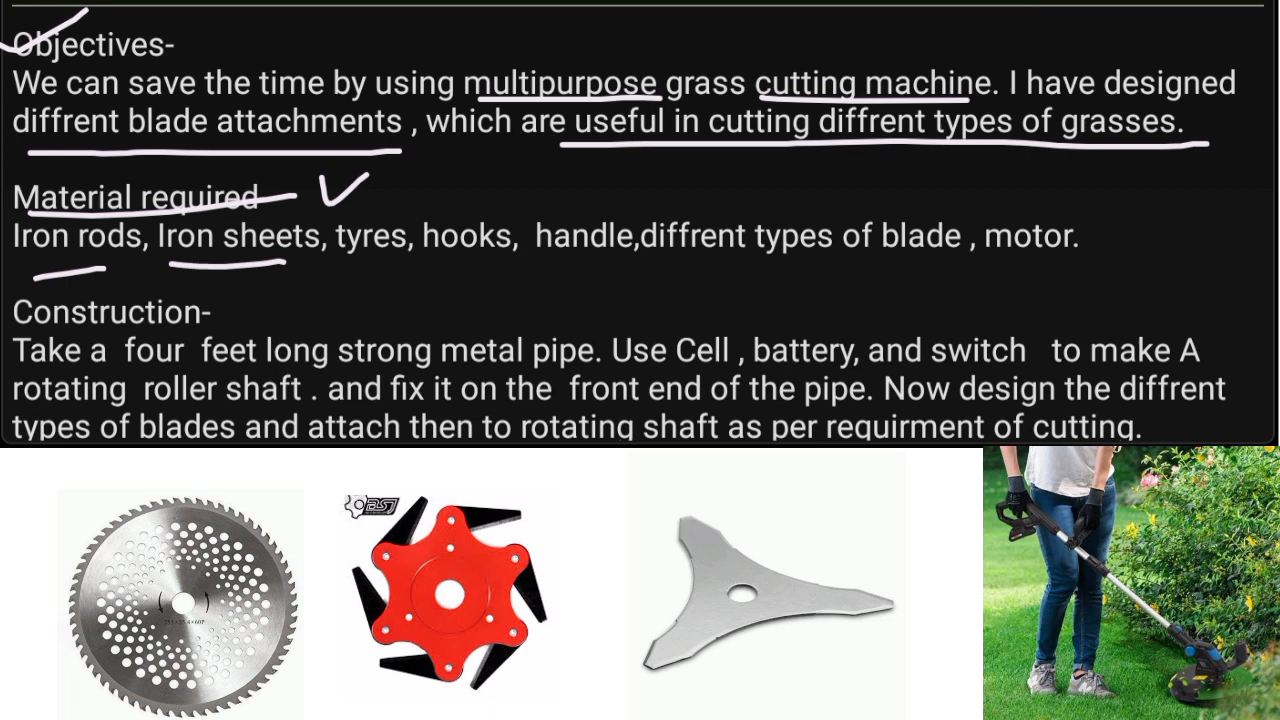 Objectives-
We can save the time by using multipurpose grass cutting machine. I have designed
diffrent blade attachments , which are useful in cutting diffrent types of grasses.
Material required
Iron rods, Iron sheets, tyres, hooks, handle,diffrent types of blade , motor.
Construction-
Take a four feet long strong metal pipe. Use Cell , battery, and switch to make A
rotating roller shaft . and fix it on the front end of the pipe. Now design the diffrent
types of blades and attach then to rotating shaft as per requirment of cutting.